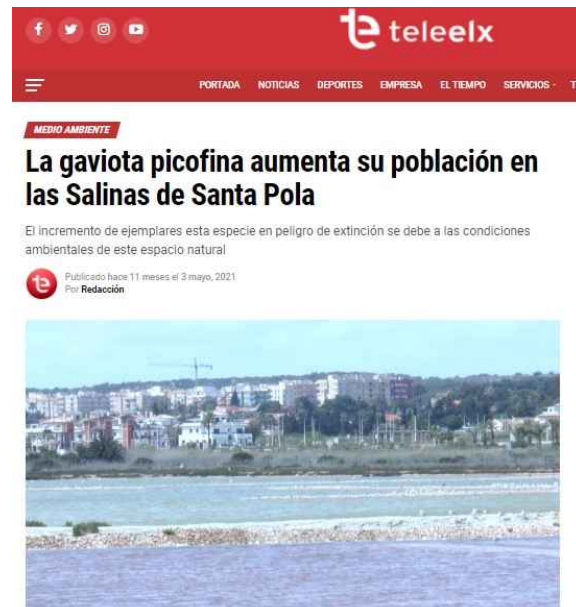 teleelx
PORTADA NOTICIAS DEPORTES EMPRESA EL TIEMPO SERVICIOS
MEDIO AMBIENTE
La gaviota picofina aumenta su población en
las Salinas de Santa Pola
El incremento de ejemplares esta especie en peligro de extinción se debe a las condiciones
ambientales de este espacio natural
Publicado hace 11 meses el 3 mayo, 2021
Por Redacción